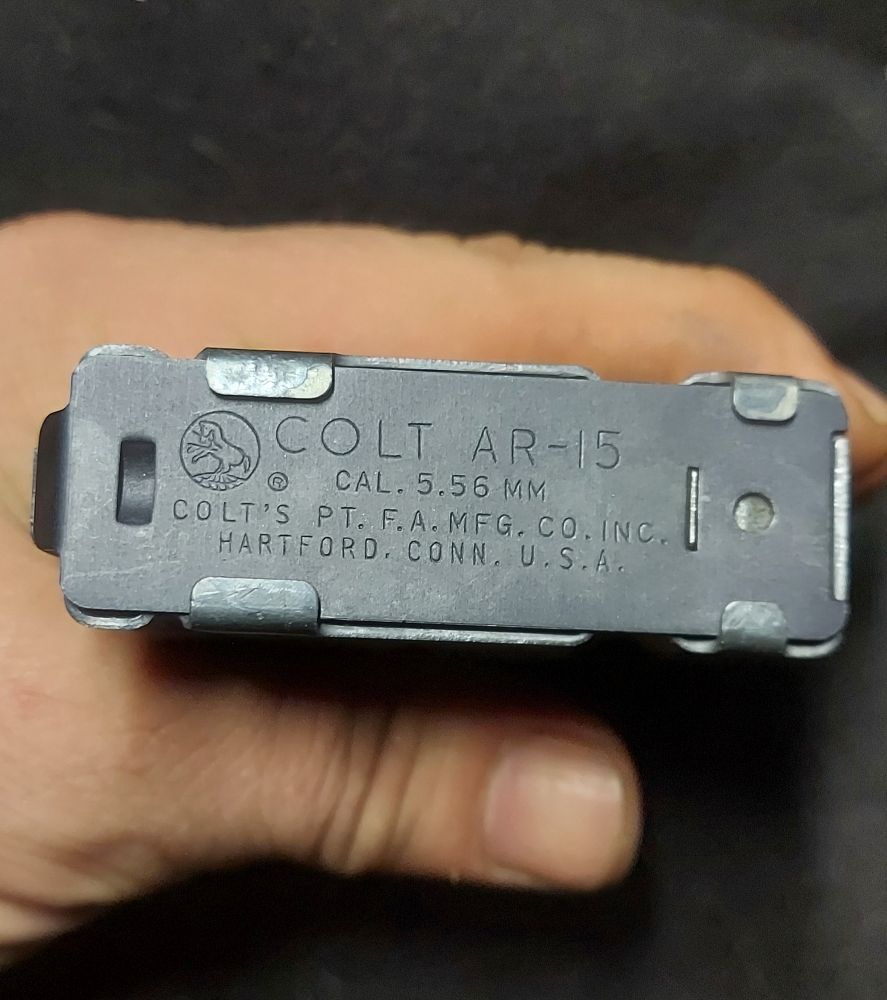 COLT AR-15
®
CAL. 5.56 MM
COLT'S PT. F.A. MFG. CO. INC.
HARTFORD. CONN. U.S.A.